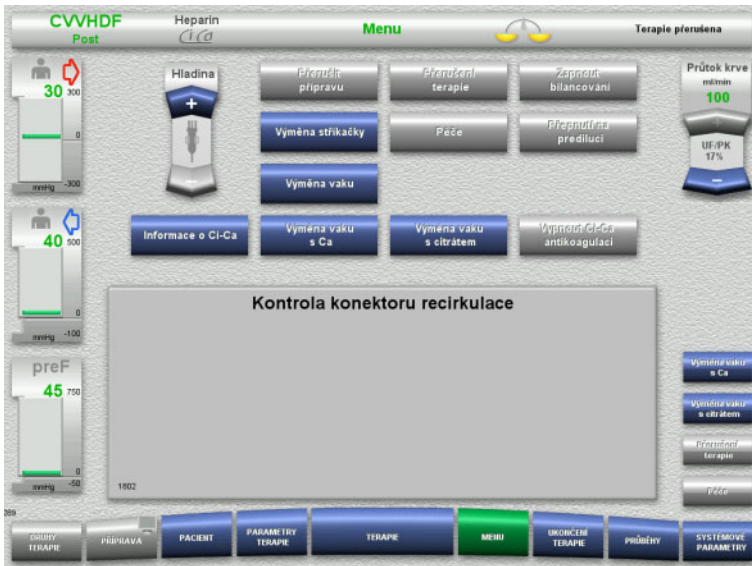 CVVHDF
Post
Heparin
CiCa
Menu
Terapie přerušena
30
300
0
mmHg
-300
Hladina
+
−
Přerušit
přípravu
Přerušení
terapie
Zapnout
bilancování
Výměna stříkačky
Péče
Přepnutí na
prediluci
Výměna vaku
Průtok krve
ml/min
100
+
UF/PK
17%
−
40
500
0
mmHg
-100
Informace o Ci-Ca
Výměna vaku
s Ca
Výměna vaku
s citrátem
Vypnout Ci-Ca
antikoagulaci
Kontrola konektoru recirkulace
preF
45
750
0
mmHg
-50
1802
Výměna vaku
s Ca
Výměna vaku
s citrátem
Přerušení
terapie
Péče
289
DRUHY
TERAPIE
PŘÍPRAVA
PACIENT
PARAMETRY
TERAPIE
TERAPIE
MENU
UKONČENÍ
TERAPIE
PRŮBĚHY
SYSTÉMOVÉ
PARAMETRY